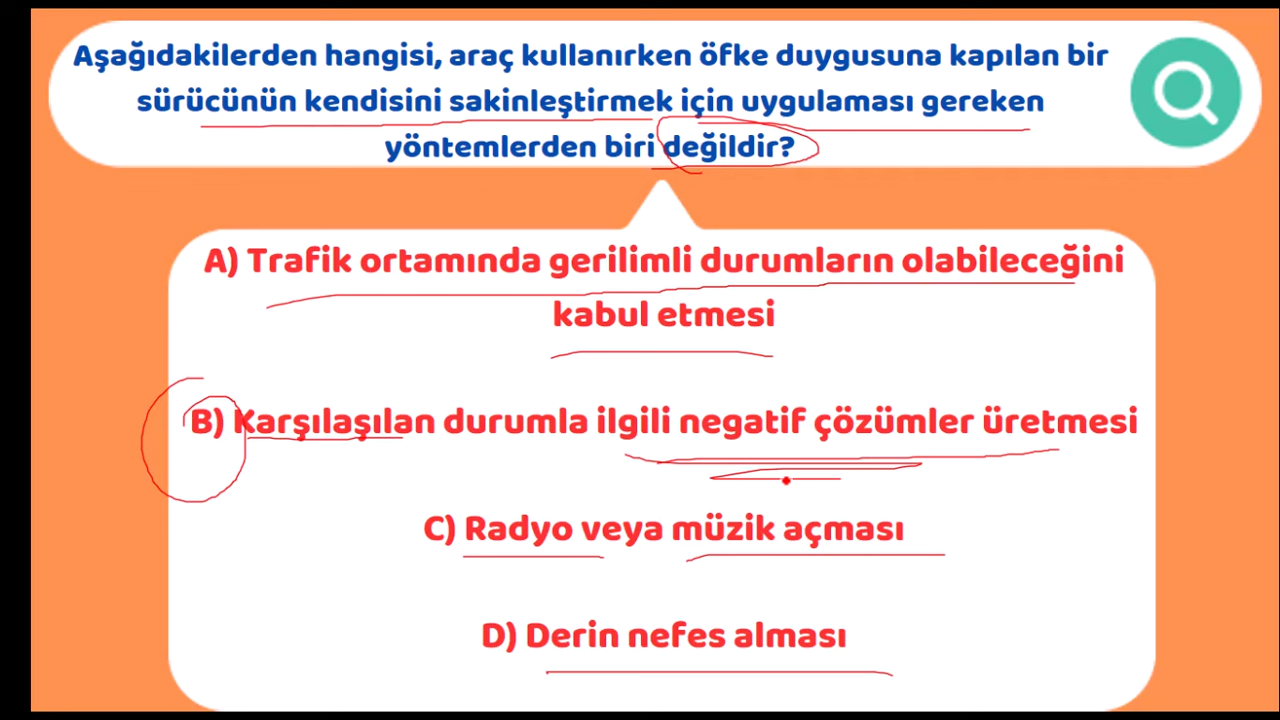 Aşağıdakilerden hangisi, araç kullanırken öfke duygusuna kapılan bir
sürücünün kendisini sakinleştirmek için uygulaması gereken
yöntemlerden biri değildir?
A) Trafik ortamında gerilimli durumların olabileceğini
kabul etmesi
B) Karşılaşılan durumla ilgili negatif çözümler üretmesi
C) Radyo veya müzik açması
D) Derin nefes alması